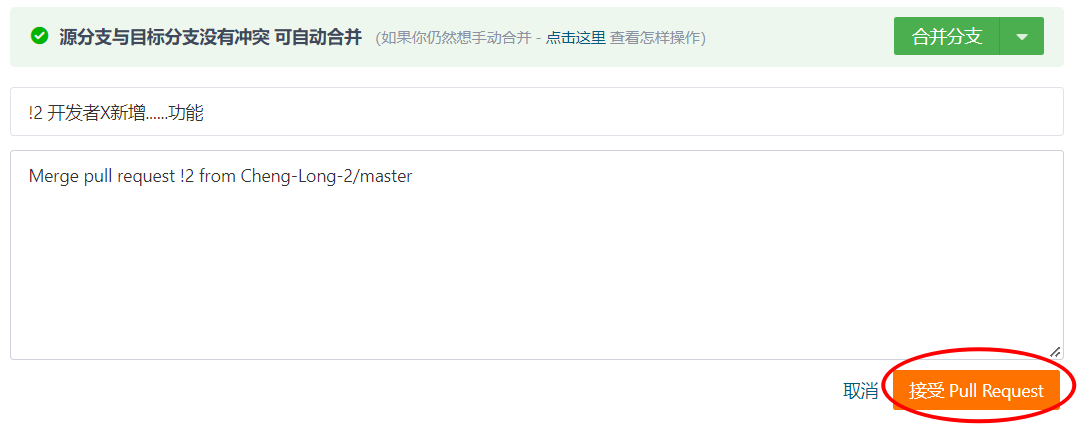 源分支与目标分支没有冲突 可自动合并 (如果你仍然想手动合并 - 点击这里 查看怎样操作) 合并分支
!2 开发者X新增......功能
Merge pull request !2 from Cheng-Long-2/master
取消 接受 Pull Request